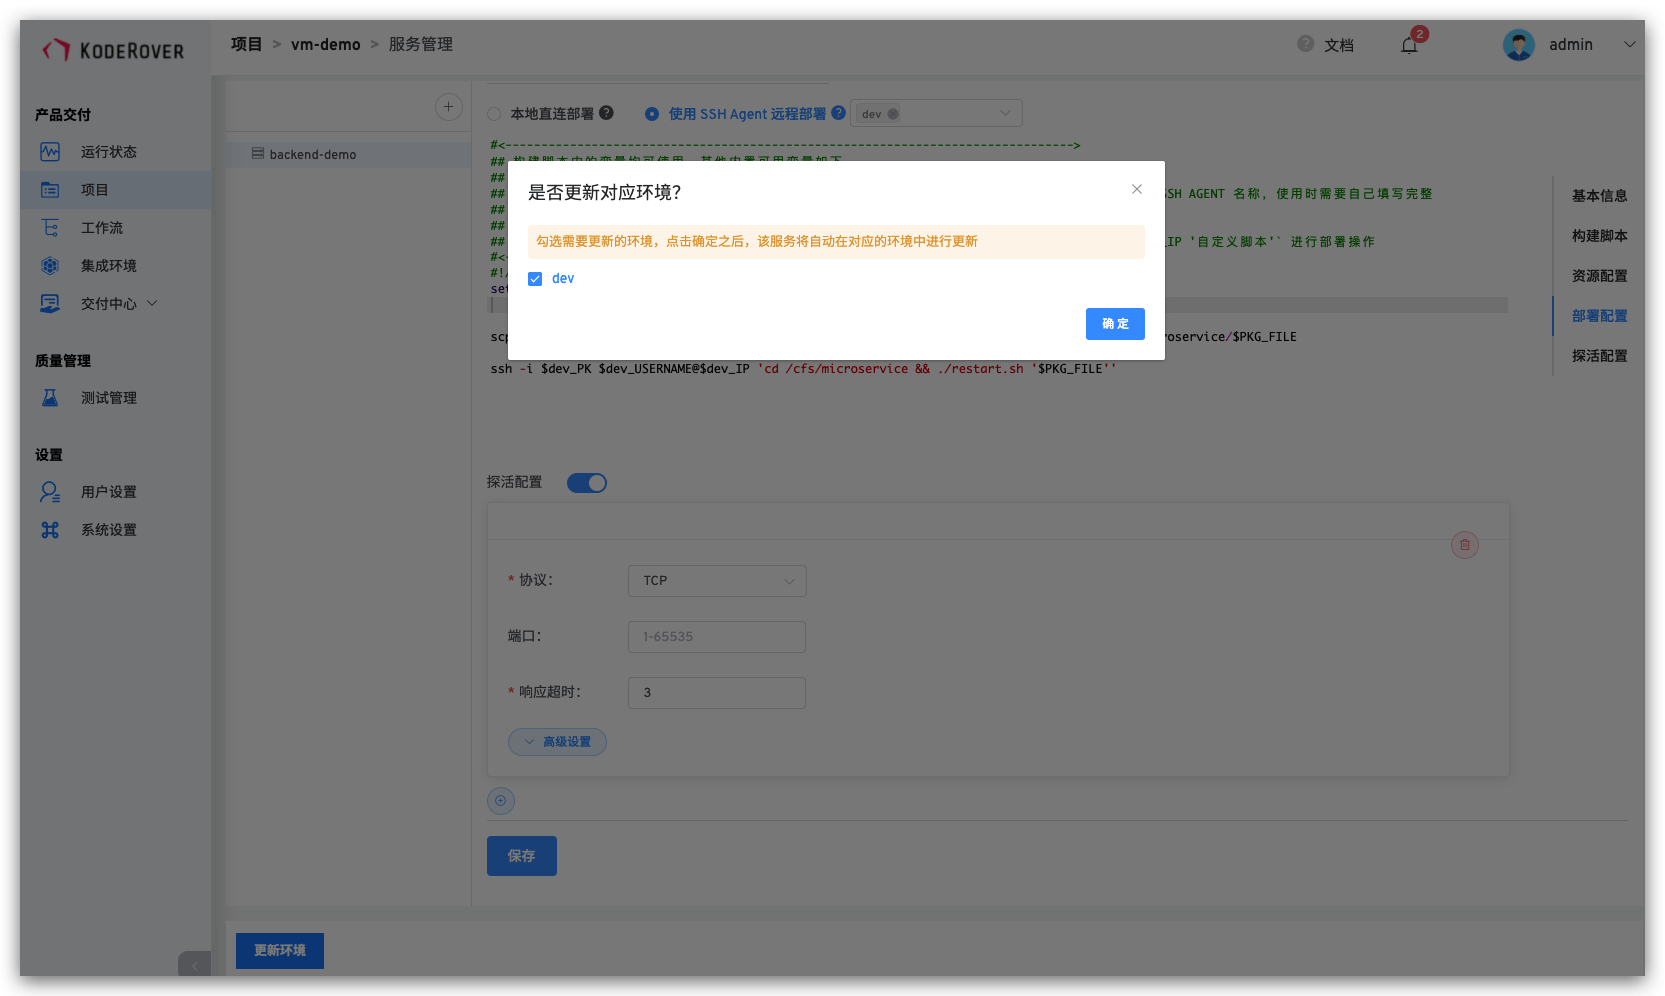 KODEROVER
项目 > vm-demo > 服务管理
? 文档
2
admin
产品交付
运行状态
项目
工作流
集成环境
交付中心
质量管理
测试管理
设置
用户设置
系统设置
+
backend-demo
本地直连部署 ?
使用 SSH Agent 远程部署 ?
dev
#<------------------------------------------------------------------------------->
##
##
## SSH AGENT 名称, 使用时需要自己填写完整
##
##
## IP '自定义脚本'` 进行部署操作
#<
#!/
set
scp roservice/$PKG_FILE
ssh -i $dev_PK $dev_USERNAME@$dev_IP 'cd /cfs/microservice && ./restart.sh '$PKG_FILE''
是否更新对应环境?
勾选需要更新的环境，点击确定之后，该服务将自动在对应的环境中进行更新
dev
确 定
基本信息
构建脚本
资源配置
部署配置
探活配置
探活配置
* 协议:
TCP
端口:
1-65535
* 响应超时:
3
高级设置
保存
更新环境